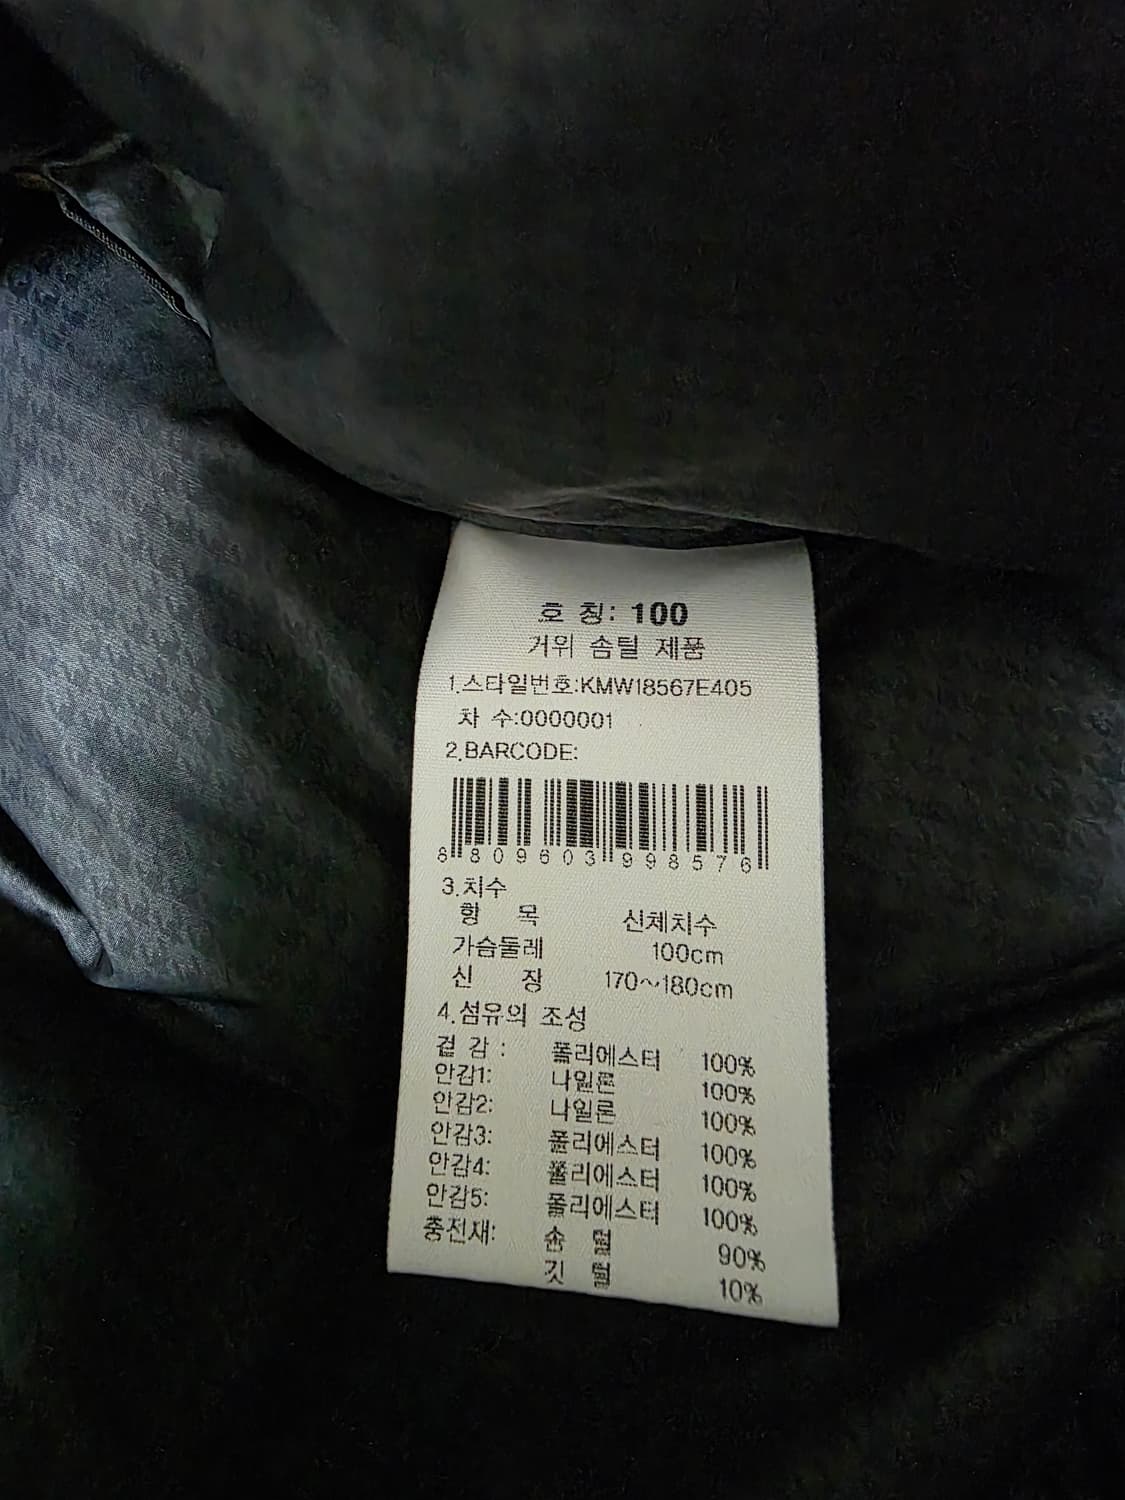 호 칭: 100
거위 솜털 제품
1.스타일번호:KMW18567E405
차 수:0000001
2.BARCODE:
8 809603 998576
3.치수
항 목 신체치수
가슴둘레 100cm
신 장 170~180cm
4.섬유의 조성
겉 감 : 폴리에스터 100%
안감1: 나일론 100%
안감2: 나일론 100%
안감3: 폴리에스터 100%
안감4: 폴리에스터 100%
안감5: 폴리에스터 100%
충전재: 솜 털 90%
깃 털 10%